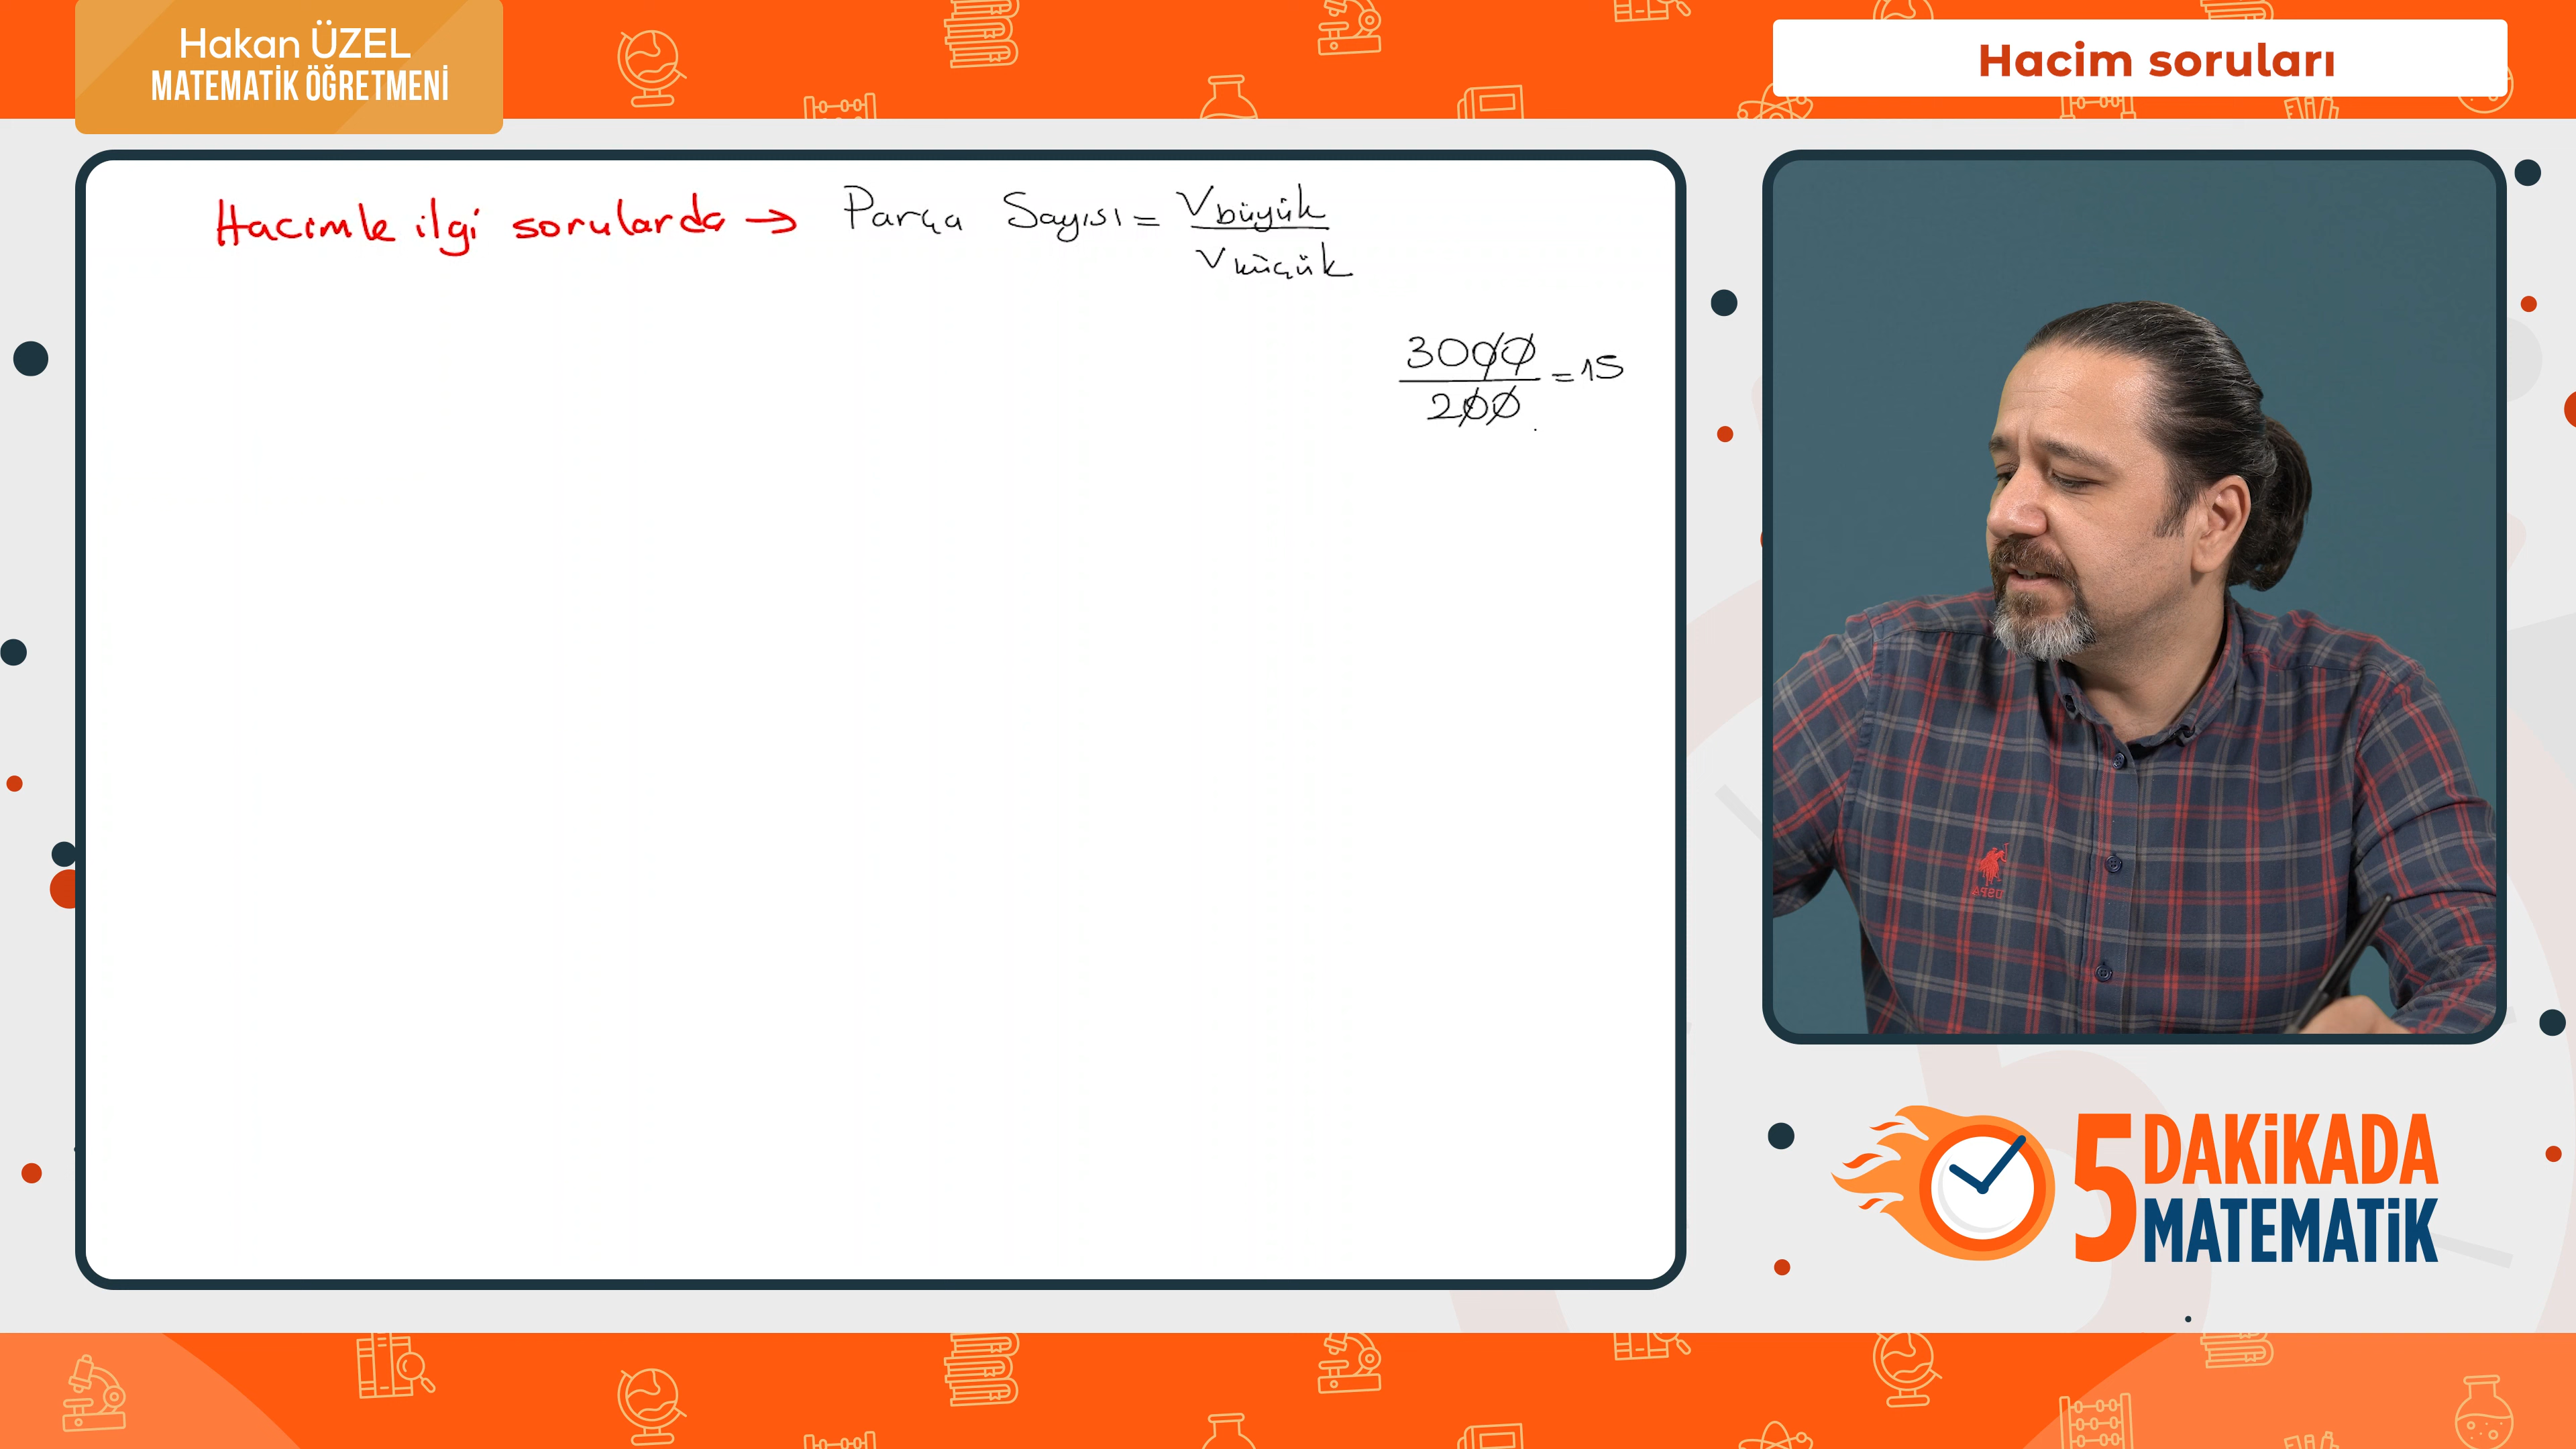 Hakan ÜZEL
MATEMATİK ÖĞRETMENİ
Hacim soruları
Hacimle ilgi sorularda → Parça Sayısı = Vbüyük / Vküçük
3000 / 200 = 15
USPA
5 DAKİKADA
MATEMATİK